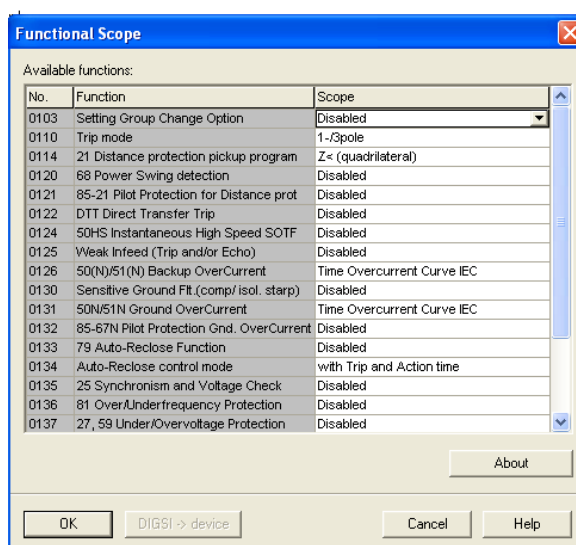 Functional Scope
Available functions:
No. Function Scope
0103 Setting Group Change Option Disabled
0110 Trip mode 1-/3pole
0114 21 Distance protection pickup program Z< (quadrilateral)
0120 68 Power Swing detection Disabled
0121 85-21 Pilot Protection for Distance prot Disabled
0122 DTT Direct Transfer Trip Disabled
0124 50HS Instantaneous High Speed SOTF Disabled
0125 Weak Infeed (Trip and/or Echo) Disabled
0126 50(N)/51(N) Backup OverCurrent Time Overcurrent Curve IEC
0130 Sensitive Ground Flt.(comp/ isol. starp) Disabled
0131 50N/51N Ground OverCurrent Time Overcurrent Curve IEC
0132 85-67N Pilot Protection Gnd. OverCurrent Disabled
0133 79 Auto-Reclose Function Disabled
0134 Auto-Reclose control mode with Trip and Action time
0135 25 Synchronism and Voltage Check Disabled
0136 81 Over/Underfrequency Protection Disabled
0137 27, 59 Under/Overvoltage Protection Disabled
About
OK DIGSI -> device Cancel Help